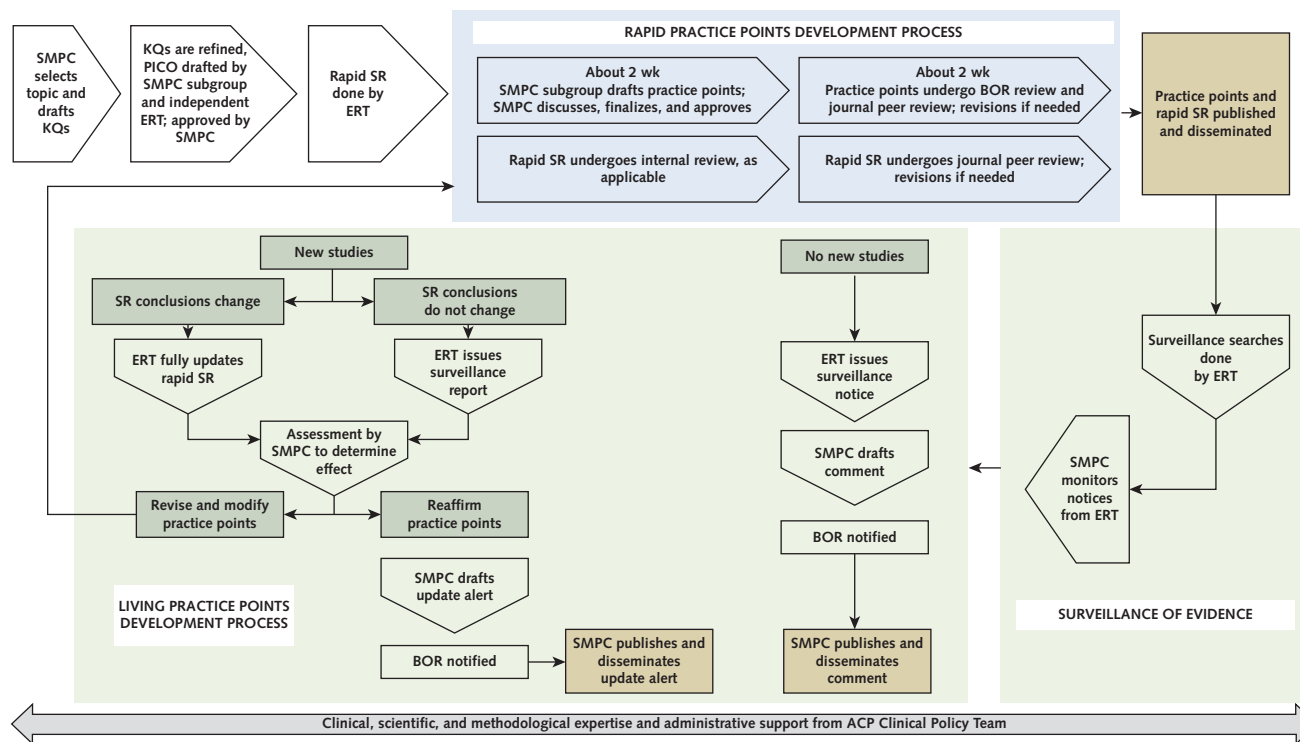 SMPC
selects
topic and
drafts
KQs
KQs are refined,
PICO drafted by
SMPC subgroup
and independent
ERT; approved by
SMPC
Rapid SR
done by
ERT
RAPID PRACTICE POINTS DEVELOPMENT PROCESS
About 2 wk
SMPC subgroup drafts practice points;
SMPC discusses, finalizes, and approves
About 2 wk
Practice points undergo BOR review and
journal peer review; revisions if needed
Rapid SR undergoes internal review, as
applicable
Rapid SR undergoes journal peer review;
revisions if needed
Practice points and
rapid SR published
and disseminated
New studies
SR conclusions change
SR conclusions
do not change
ERT fully updates
rapid SR
ERT issues
surveillance
report
Assessment by
SMPC to determine
effect
Revise and modify
practice points
Reaffirm
practice points
SMPC drafts
update alert
BOR notified
SMPC publishes and
disseminates
update alert
LIVING PRACTICE POINTS
DEVELOPMENT PROCESS
No new studies
ERT issues
surveillance
notice
SMPC drafts
comment
BOR notified
SMPC publishes and
disseminates
comment
Surveillance searches
done
by ERT
SMPC
monitors
notices
from ERT
SURVEILLANCE OF EVIDENCE
Clinical, scientific, and methodological expertise and administrative support from ACP Clinical Policy Team